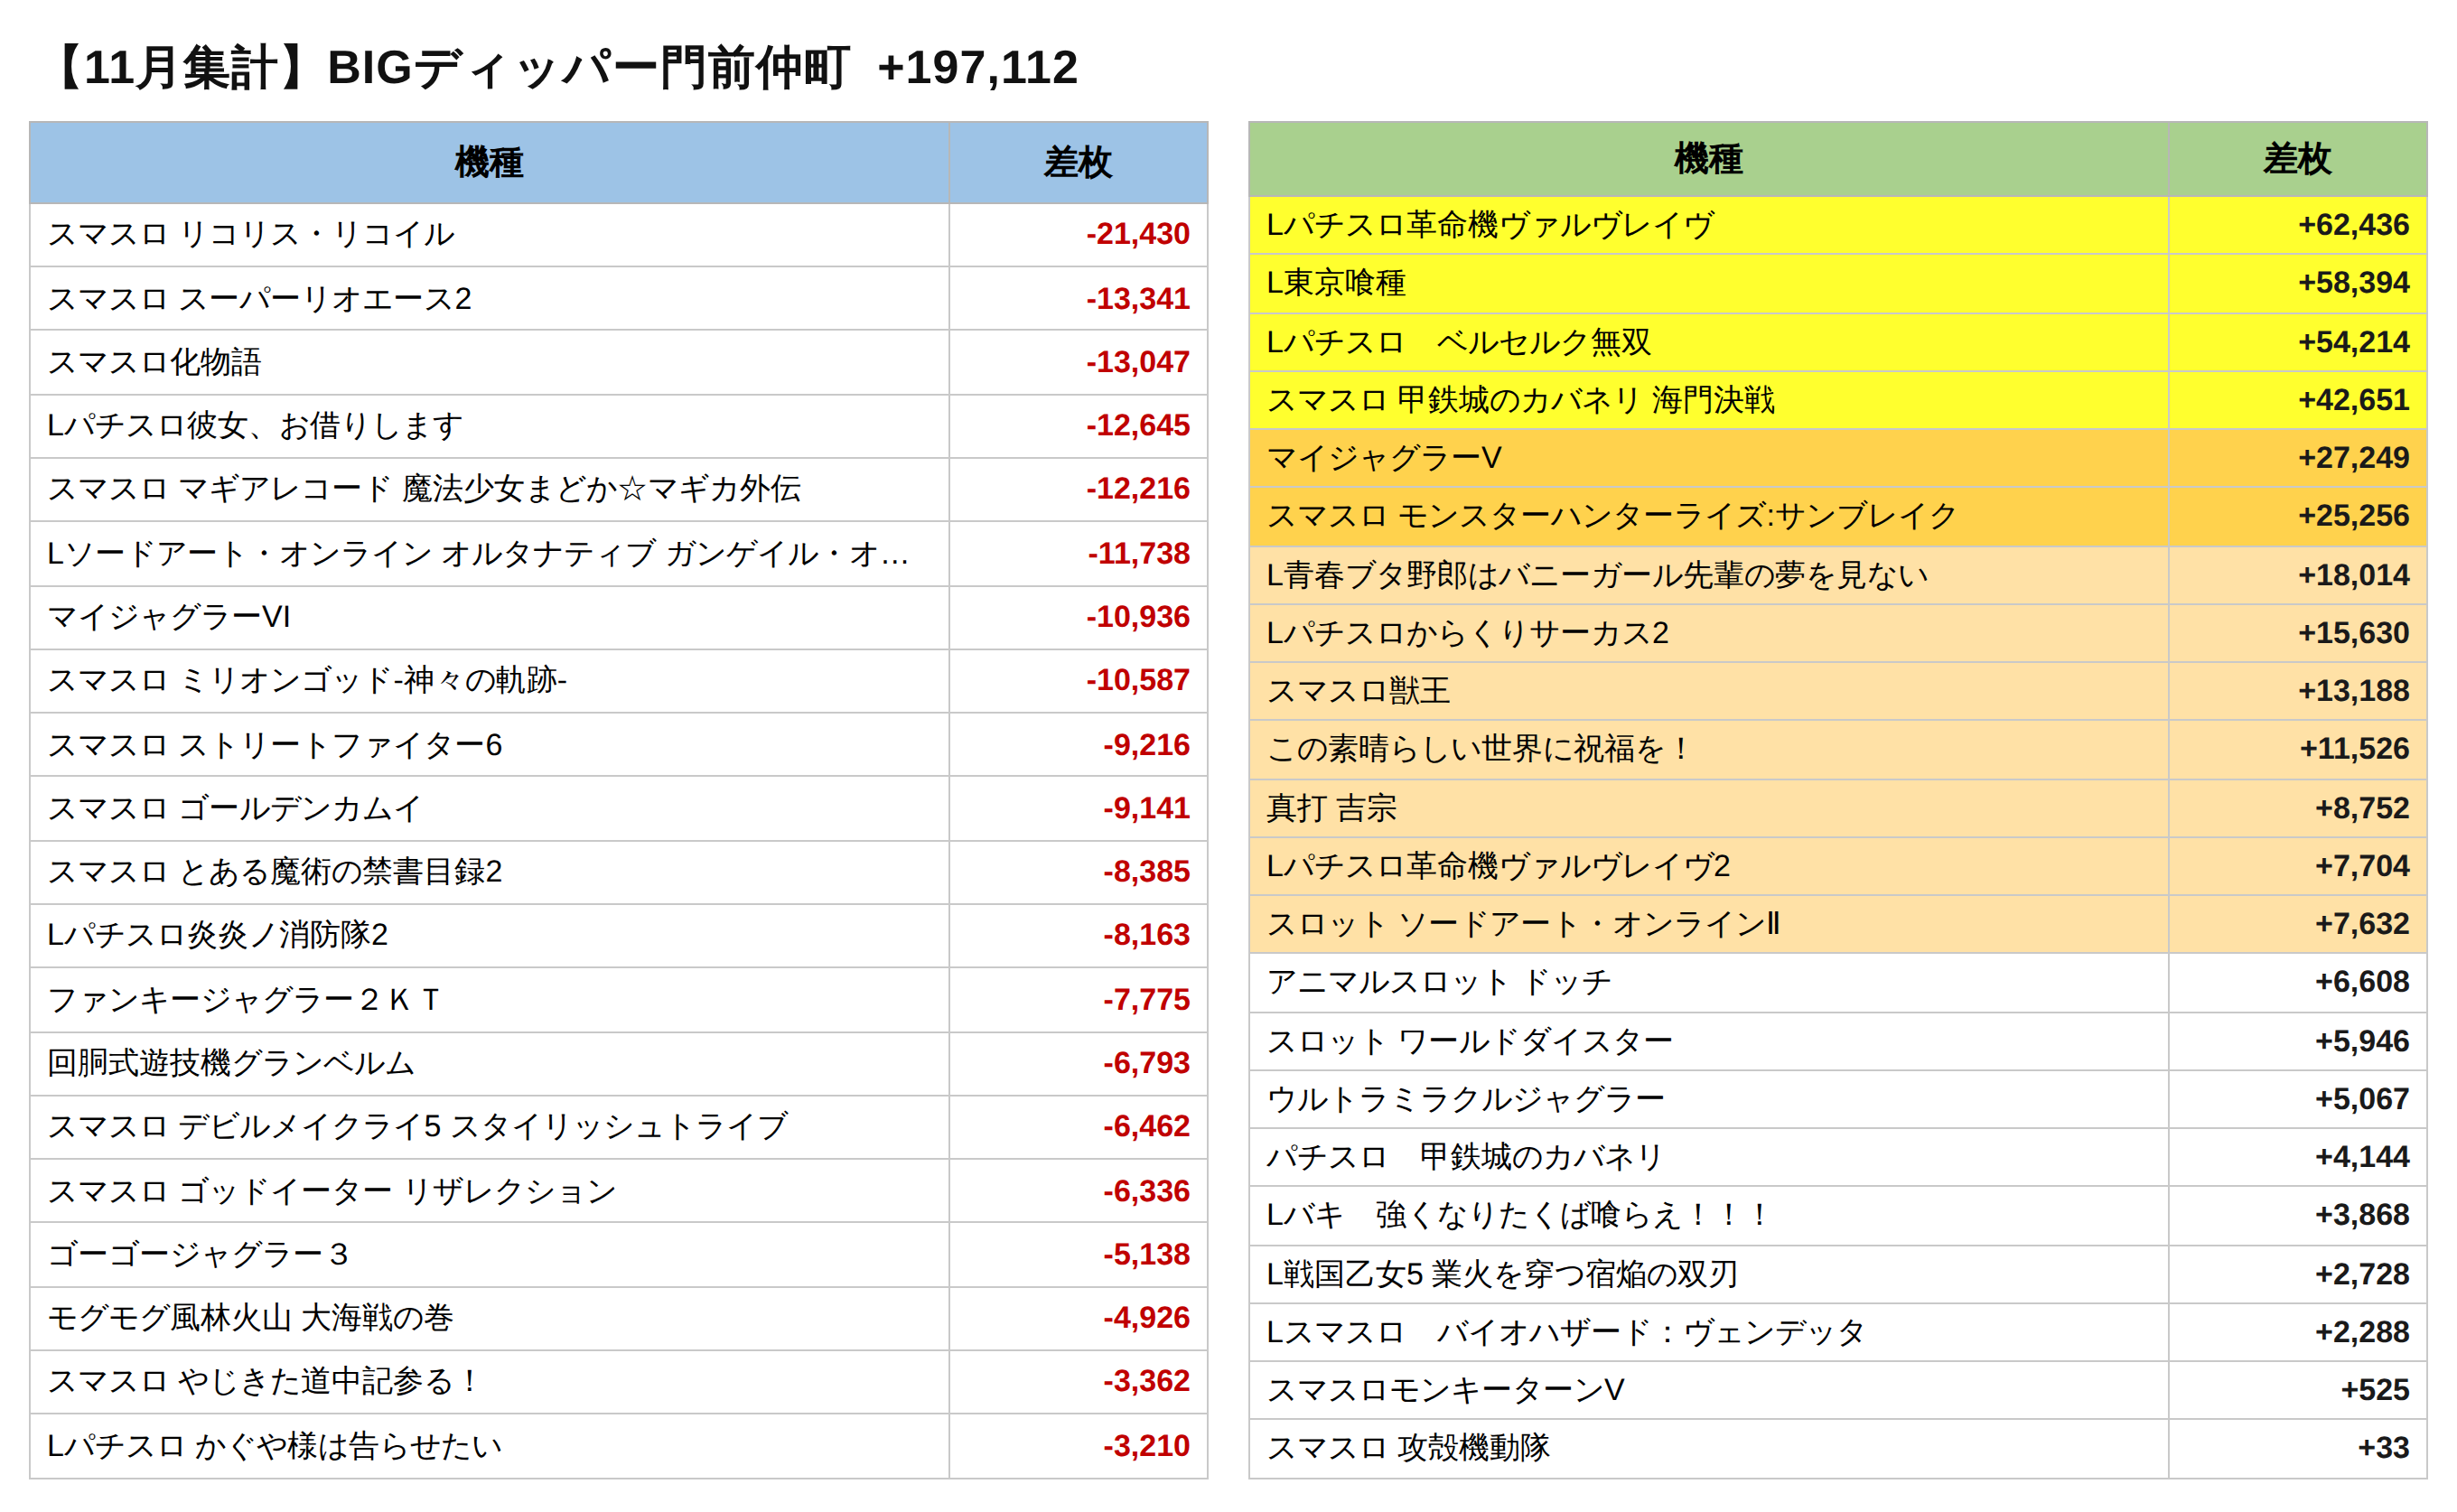 【11月集計】BIGディッパー門前仲町 +197,112
機種 差枚
スマスロ リコリス・リコイル -21,430
スマスロ スーパーリオエース2 -13,341
スマスロ化物語 -13,047
Lパチスロ彼女、お借りします -12,645
スマスロ マギアレコード 魔法少女まどか☆マギカ外伝 -12,216
Lソードアート・オンライン オルタナティブ ガンゲイル・オ… -11,738
マイジャグラーVI -10,936
スマスロ ミリオンゴッド-神々の軌跡- -10,587
スマスロ ストリートファイター6 -9,216
スマスロ ゴールデンカムイ -9,141
スマスロ とある魔術の禁書目録2 -8,385
Lパチスロ炎炎ノ消防隊2 -8,163
ファンキージャグラー２ＫＴ -7,775
回胴式遊技機グランベルム -6,793
スマスロ デビルメイクライ5 スタイリッシュトライブ -6,462
スマスロ ゴッドイーター リザレクション -6,336
ゴーゴージャグラー３ -5,138
モグモグ風林火山 大海戦の巻 -4,926
スマスロ やじきた道中記参る！ -3,362
Lパチスロ かぐや様は告らせたい -3,210
機種 差枚
Lパチスロ革命機ヴァルヴレイヴ +62,436
L東京喰種 +58,394
Lパチスロ　ベルセルク無双 +54,214
スマスロ 甲鉄城のカバネリ 海門決戦 +42,651
マイジャグラーV +27,249
スマスロ モンスターハンターライズ:サンブレイク +25,256
L青春ブタ野郎はバニーガール先輩の夢を見ない +18,014
Lパチスロからくりサーカス2 +15,630
スマスロ獣王 +13,188
この素晴らしい世界に祝福を！ +11,526
真打 吉宗 +8,752
Lパチスロ革命機ヴァルヴレイヴ2 +7,704
スロット ソードアート・オンラインⅡ +7,632
アニマルスロット ドッチ +6,608
スロット ワールドダイスター +5,946
ウルトラミラクルジャグラー +5,067
パチスロ　甲鉄城のカバネリ +4,144
Lバキ　強くなりたくば喰らえ！！！ +3,868
L戦国乙女5 業火を穿つ宿焔の双刃 +2,728
Lスマスロ　バイオハザード：ヴェンデッタ +2,288
スマスロモンキーターンV +525
スマスロ 攻殻機動隊 +33